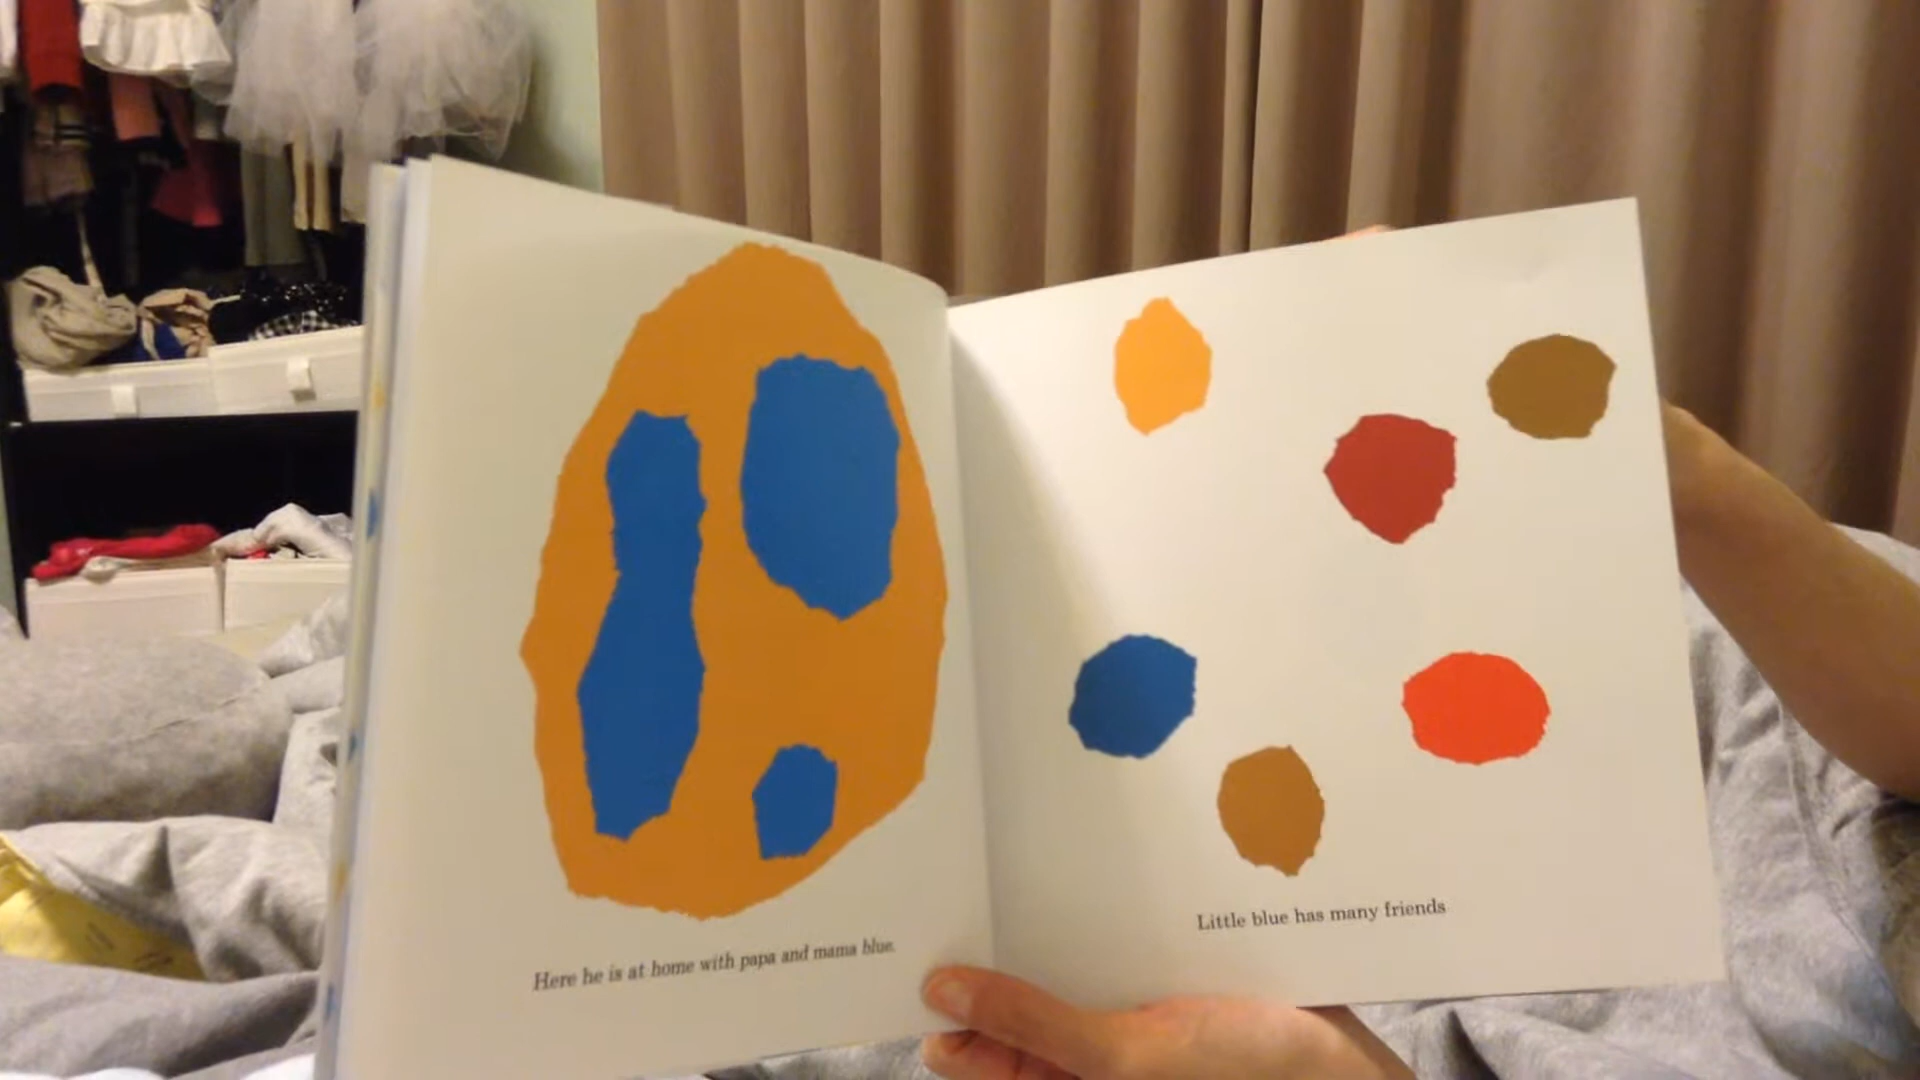 Here he is at home with papa and mama blue.
Little blue has many friends